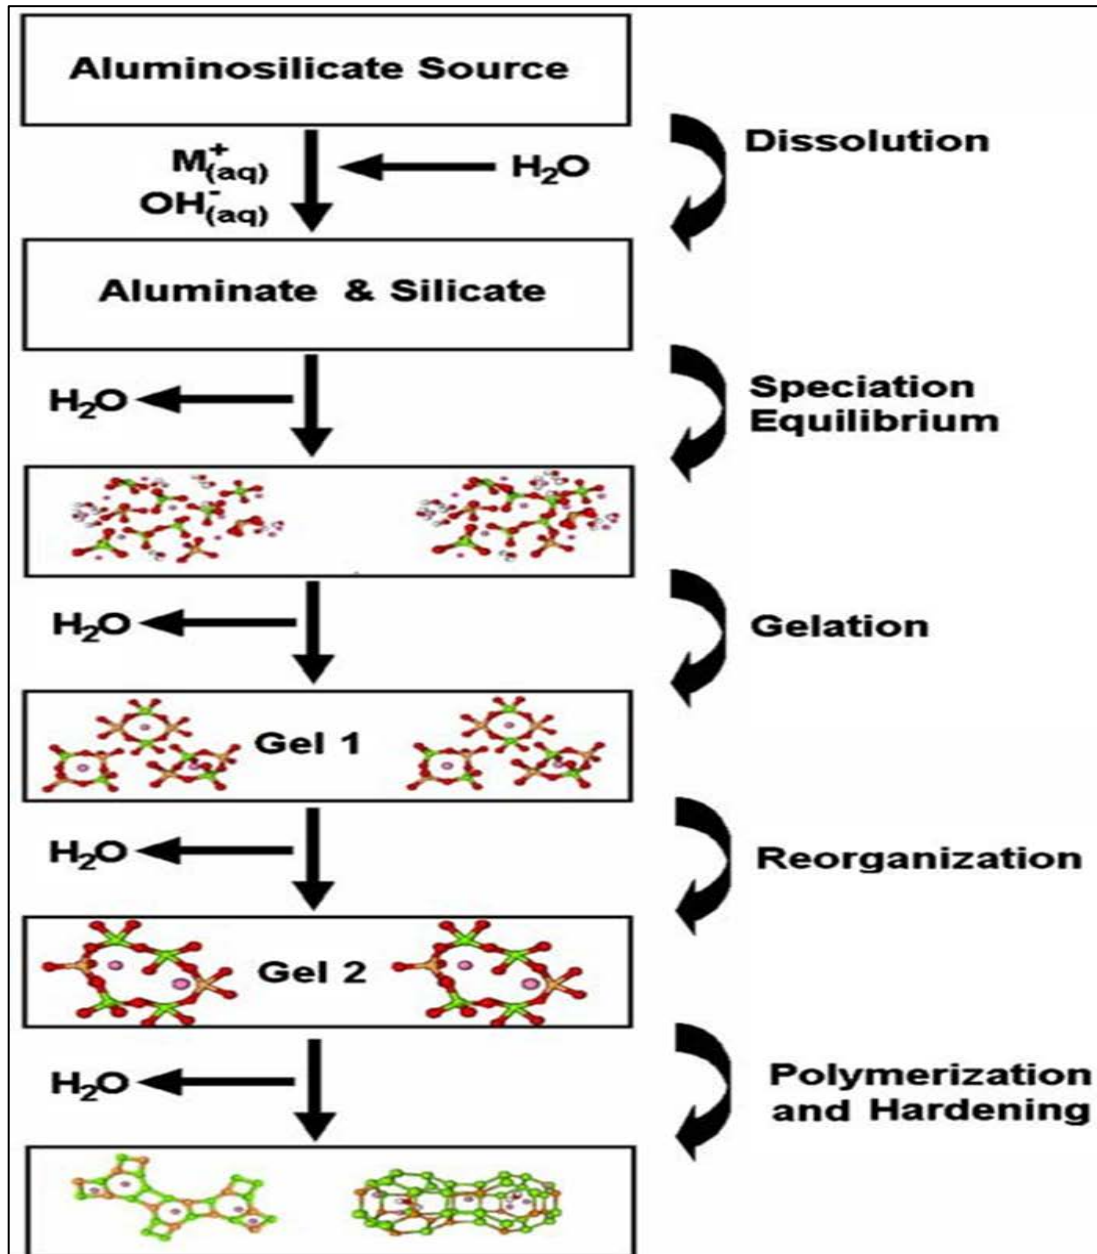 Aluminosilicate Source
Dissolution
M⁺(aq)
H₂O
OH⁻(aq)
Aluminate & Silicate
Speciation
Equilibrium
H₂O
Gelation
H₂O
Gel 1
Reorganization
H₂O
Gel 2
Polymerization
and Hardening
H₂O